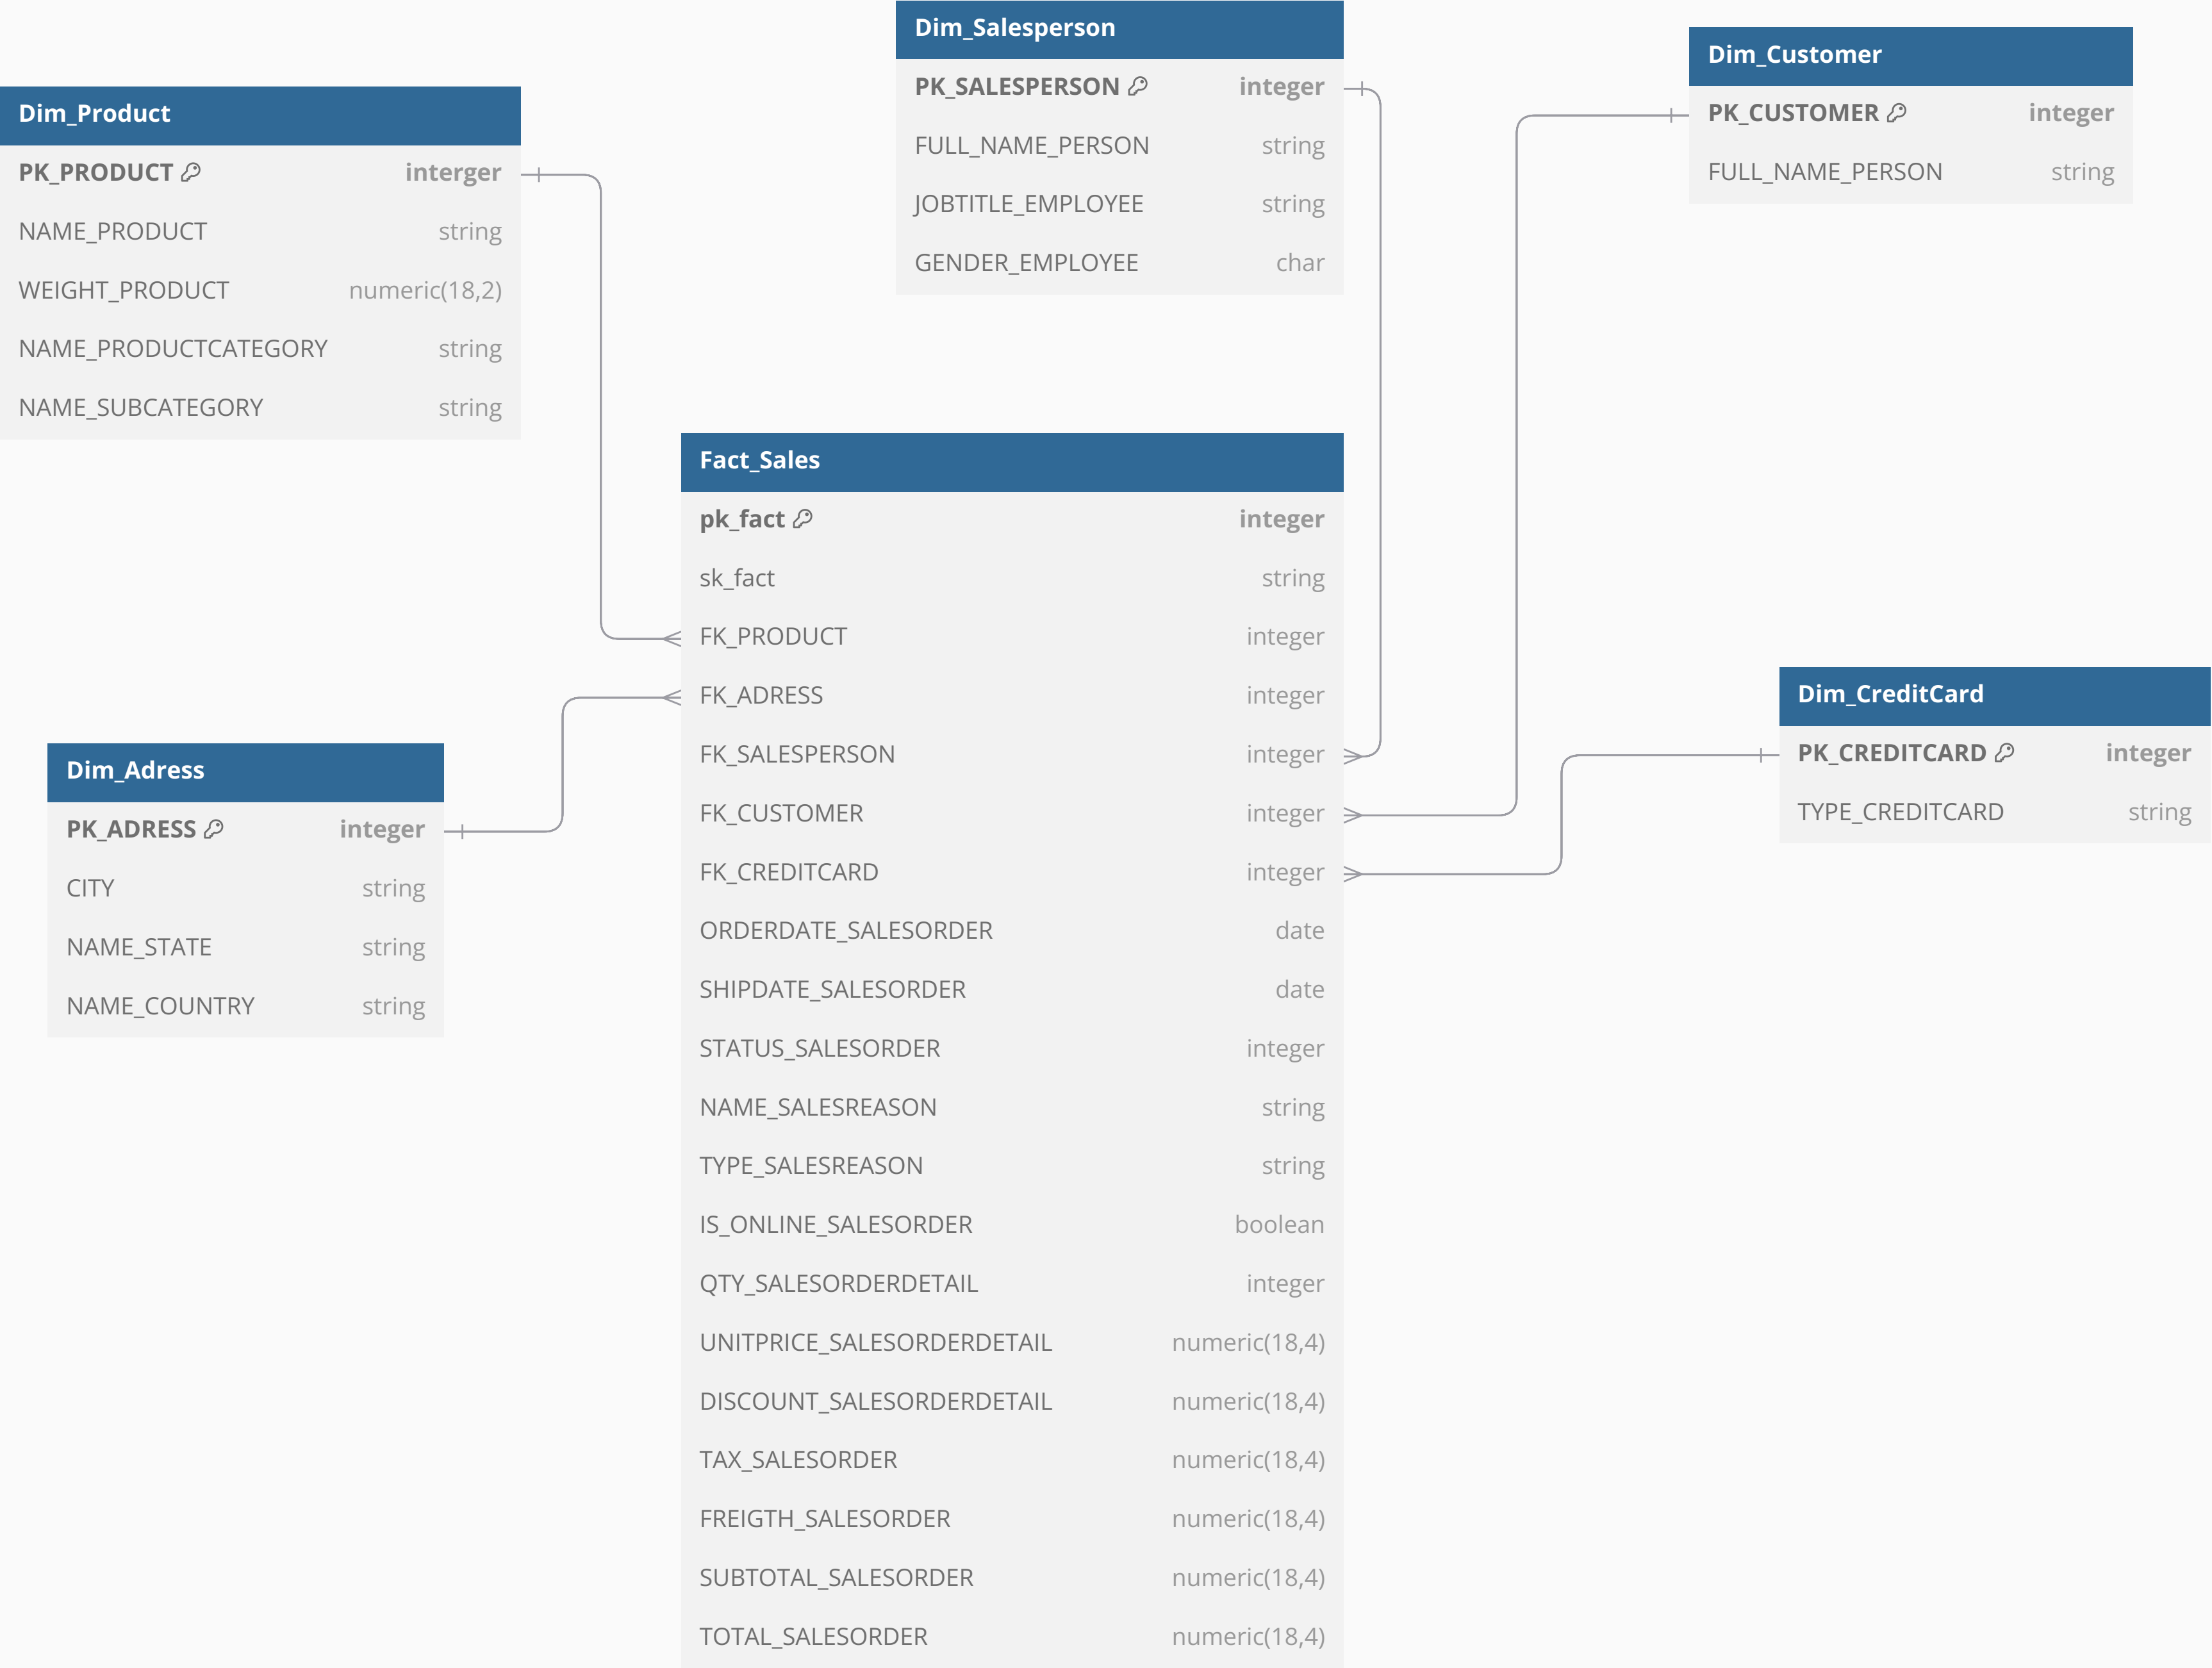 Dim_Product
PK_PRODUCT interger
NAME_PRODUCT string
WEIGHT_PRODUCT numeric(18,2)
NAME_PRODUCTCATEGORY string
NAME_SUBCATEGORY string
Dim_Salesperson
PK_SALESPERSON integer
FULL_NAME_PERSON string
JOBTITLE_EMPLOYEE string
GENDER_EMPLOYEE char
Dim_Customer
PK_CUSTOMER integer
FULL_NAME_PERSON string
Fact_Sales
pk_fact integer
sk_fact string
FK_PRODUCT integer
FK_ADRESS integer
FK_SALESPERSON integer
FK_CUSTOMER integer
FK_CREDITCARD integer
ORDERDATE_SALESORDER date
SHIPDATE_SALESORDER date
STATUS_SALESORDER integer
NAME_SALESREASON string
TYPE_SALESREASON string
IS_ONLINE_SALESORDER boolean
QTY_SALESORDERDETAIL integer
UNITPRICE_SALESORDERDETAIL numeric(18,4)
DISCOUNT_SALESORDERDETAIL numeric(18,4)
TAX_SALESORDER numeric(18,4)
FREIGTH_SALESORDER numeric(18,4)
SUBTOTAL_SALESORDER numeric(18,4)
TOTAL_SALESORDER numeric(18,4)
Dim_Adress
PK_ADRESS integer
CITY string
NAME_STATE string
NAME_COUNTRY string
Dim_CreditCard
PK_CREDITCARD integer
TYPE_CREDITCARD string